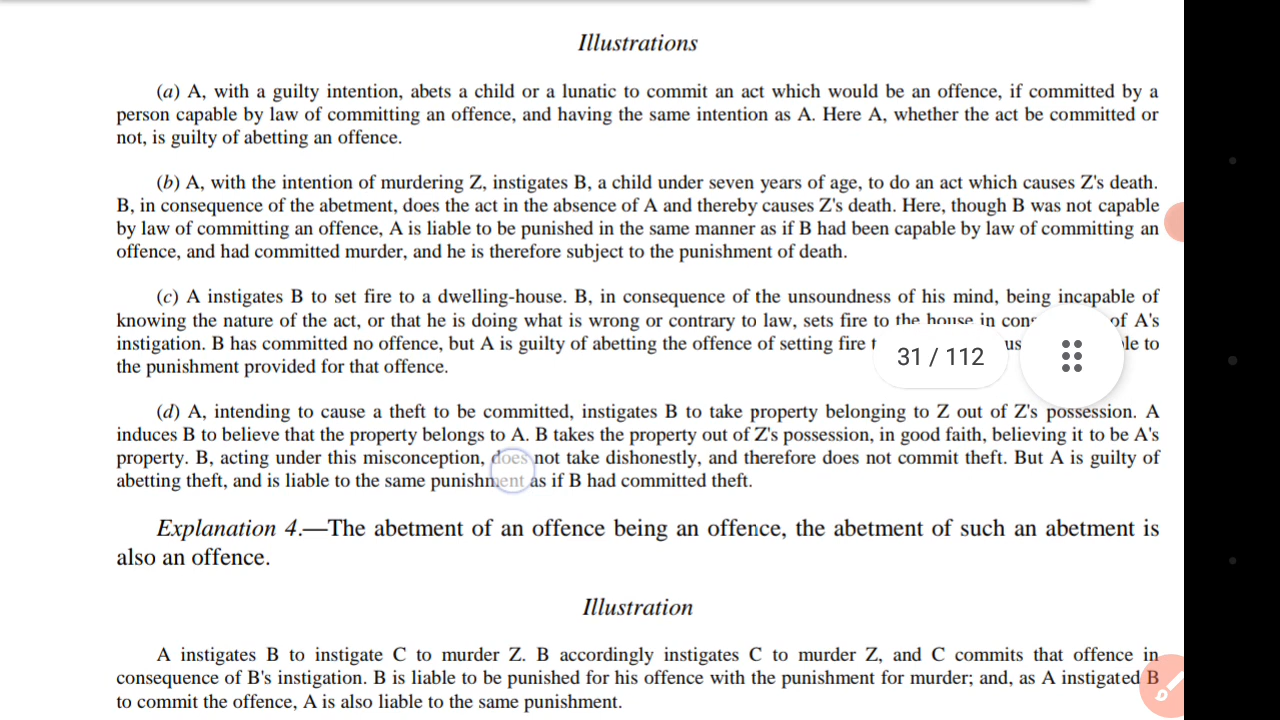 Illustrations
(a) A, with a guilty intention, abets a child or a lunatic to commit an act which would be an offence, if committed by a
person capable by law of committing an offence, and having the same intention as A. Here A, whether the act be committed or
not, is guilty of abetting an offence.
(b) A, with the intention of murdering Z, instigates B, a child under seven years of age, to do an act which causes Z's death.
B, in consequence of the abetment, does the act in the absence of A and thereby causes Z's death. Here, though B was not capable
by law of committing an offence, A is liable to be punished in the same manner as if B had been capable by law of committing an
offence, and had committed murder, and he is therefore subject to the punishment of death.
(c) A instigates B to set fire to a dwelling-house. B, in consequence of the unsoundness of his mind, being incapable of
knowing the nature of the act, or that he is doing what is wrong or contrary to law, sets fire to the house in of A's
instigation. B has committed no offence, but A is guilty of abetting the offence of setting fire to
31 / 112
the punishment provided for that offence.
(d) A, intending to cause a theft to be committed, instigates B to take property belonging to Z out of Z's possession. A
induces B to believe that the property belongs to A. B takes the property out of Z's possession, in good faith, believing it to be A's
property. B, acting under this misconception, does not take dishonestly, and therefore does not commit theft. But A is guilty of
abetting theft, and is liable to the same punishment as if B had committed theft.
Explanation 4.—The abetment of an offence being an offence, the abetment of such an abetment is
also an offence.
Illustration
A instigates B to instigate C to murder Z. B accordingly instigates C to murder Z, and C commits that offence in
consequence of B's instigation. B is liable to be punished for his offence with the punishment for murder; and, as A instigated B
to commit the offence, A is also liable to the same punishment.